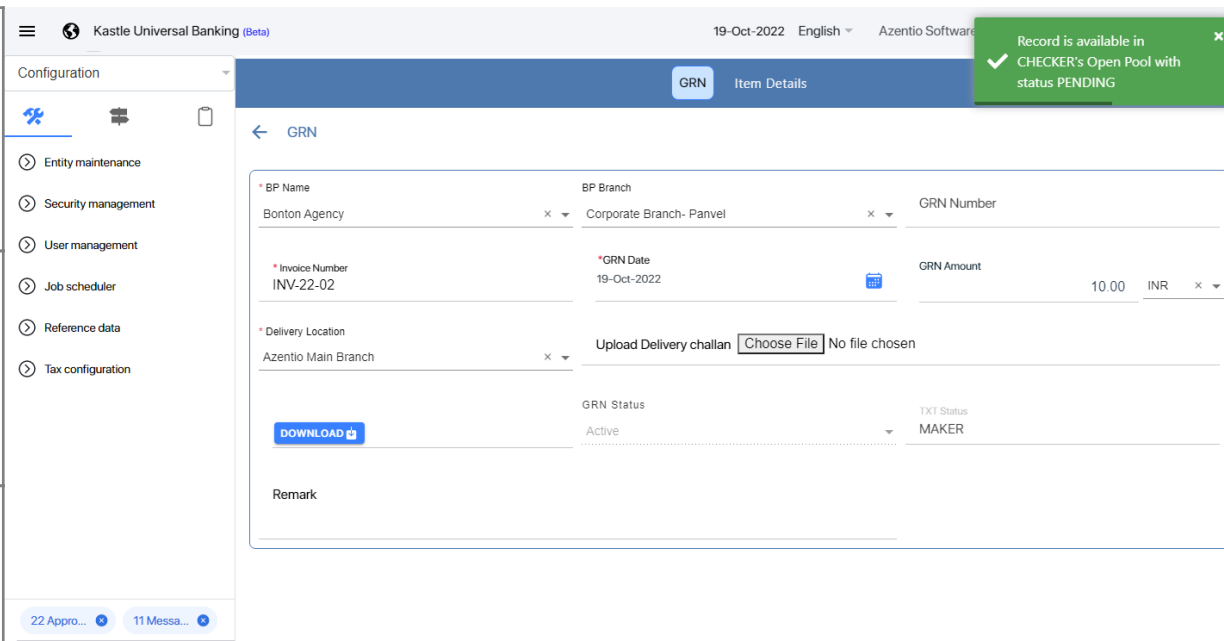 Kastle Universal Banking (Beta)
19-Oct-2022 English Azentio Software
Record is available in
CHECKER's Open Pool with
status PENDING
Configuration
GRN Item Details
GRN
Entity maintenance
Security management
User management
Job scheduler
Reference data
Tax configuration
* BP Name
Bonton Agency
BP Branch
Corporate Branch- Panvel
GRN Number
* Invoice Number
INV-22-02
*GRN Date
19-Oct-2022
GRN Amount
10.00 INR
* Delivery Location
Azentio Main Branch
Upload Delivery challan Choose File No file chosen
DOWNLOAD
GRN Status
Active
TXT Status
MAKER
Remark
22 Appro... 11 Messa...